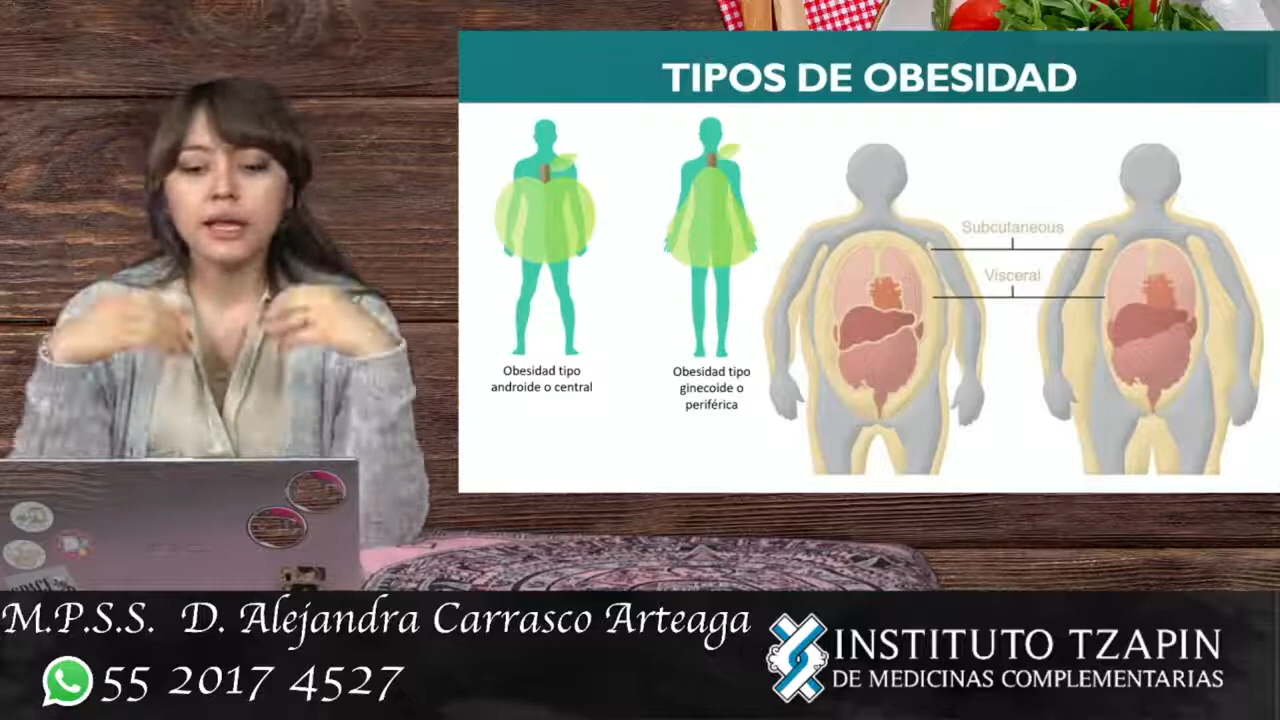 TIPOS DE OBESIDAD
Subcutaneous
Visceral
Obesidad tipo
androide o central
Obesidad tipo
ginecoide o
periférica
M.P.S.S. D. Alejandra Carrasco Arteaga
55 2017 4527
INSTITUTO TZAPIN
DE MEDICINAS COMPLEMENTARIAS